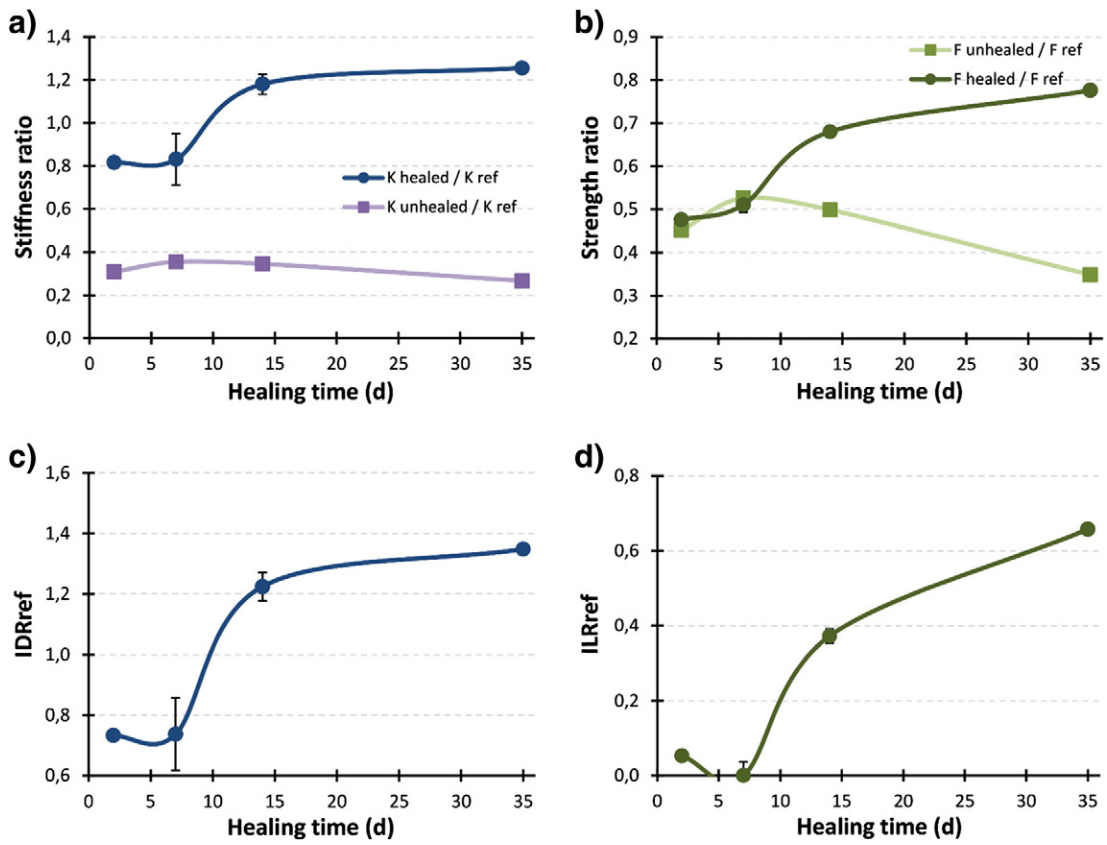 a)
1,4
1,2
1,0
0,8
0,6
0,4
0,2
0,0
Stiffness ratio
K healed / K ref
K unhealed / K ref
0 5 10 15 20 25 30 35
Healing time (d)
b)
0,9
0,8
0,7
0,6
0,5
0,4
0,3
0,2
Strength ratio
F unhealed / F ref
F healed / F ref
0 5 10 15 20 25 30 35
Healing time (d)
c)
1,6
1,4
1,2
1,0
0,8
0,6
IDRref
0 5 10 15 20 25 30 35
Healing time (d)
d)
0,8
0,6
0,4
0,2
0,0
ILRref
0 5 10 15 20 25 30 35
Healing time (d)